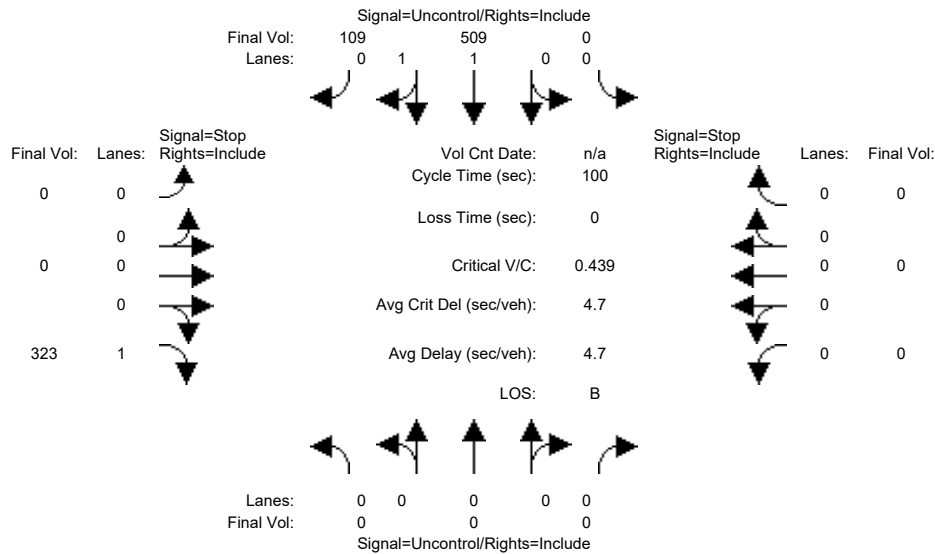 Signal=Uncontrol/Rights=Include
Final Vol: 109 509 0
Lanes: 0 1 1 0 0
Signal=Stop Signal=Stop
Final Vol: Lanes: Rights=Include Vol Cnt Date: n/a Rights=Include Lanes: Final Vol:
Cycle Time (sec): 100
0 0 0 0
Loss Time (sec): 0
0 0
0 0 Critical V/C: 0.439 0 0
0 Avg Crit Del (sec/veh): 4.7 0
323 1 Avg Delay (sec/veh): 4.7 0 0
LOS: B
Lanes: 0 0 0 0 0
Final Vol: 0 0 0
Signal=Uncontrol/Rights=Include